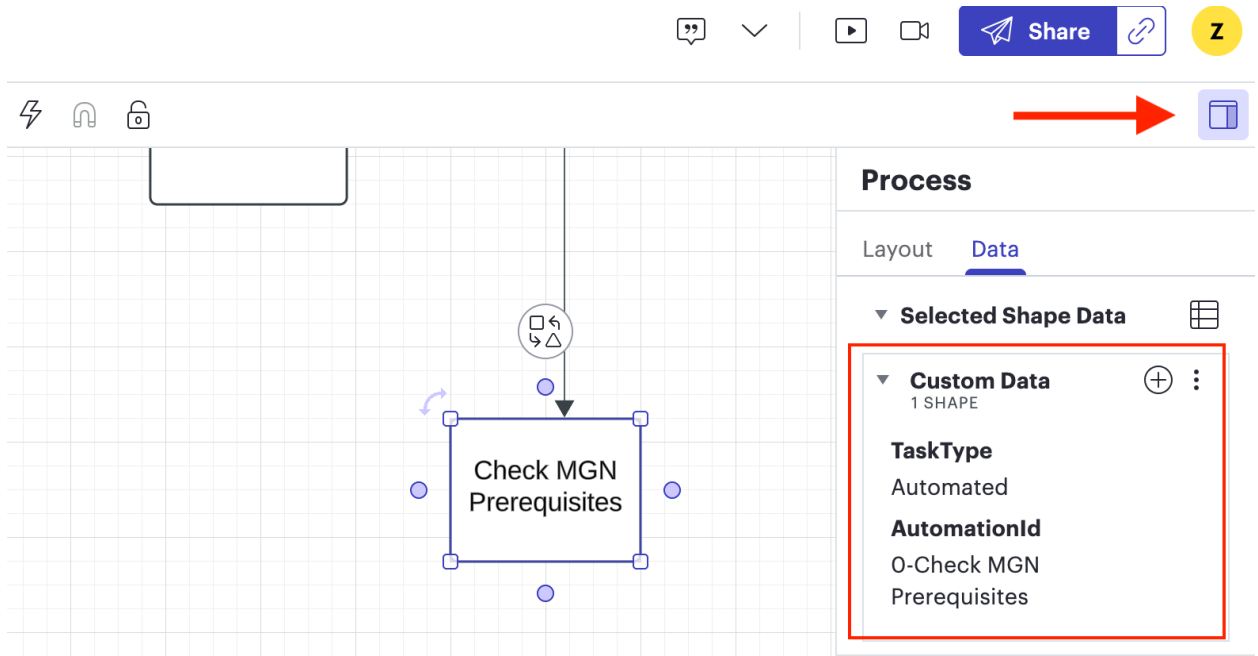 Share
Z
Process
Layout
Data
Selected Shape Data
Custom Data
1 SHAPE
TaskType
Automated
AutomationId
0-Check MGN
Prerequisites
Check MGN
Prerequisites